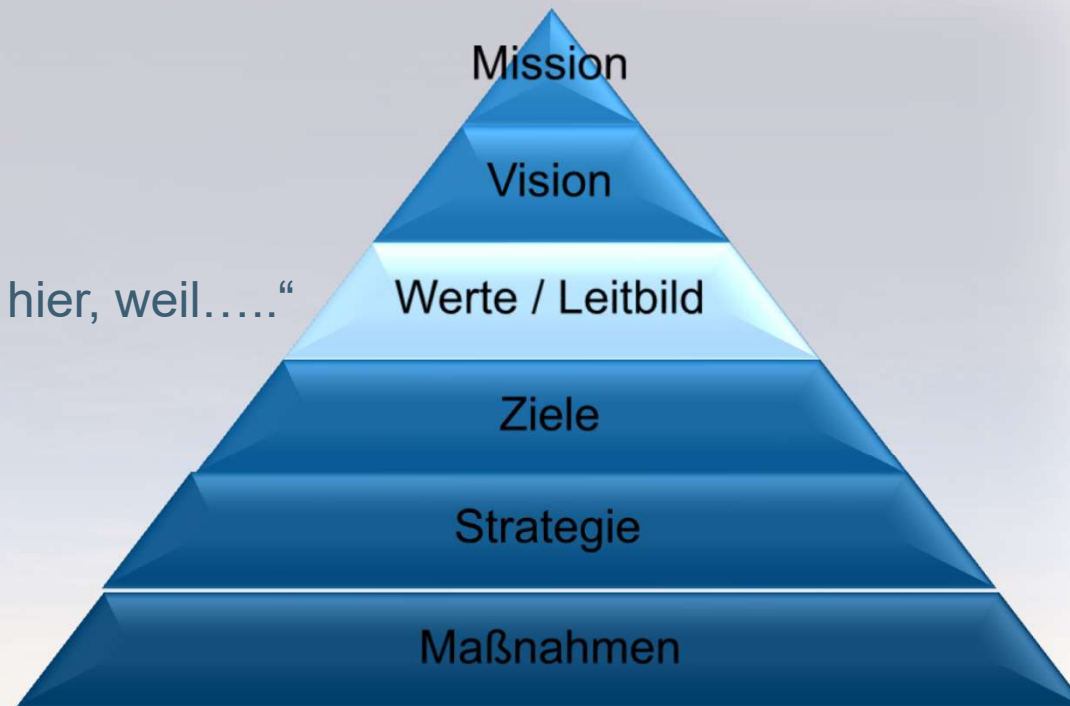 Mission
Vision
hier, weil....."
Werte / Leitbild
Ziele
Strategie
Maßnahmen